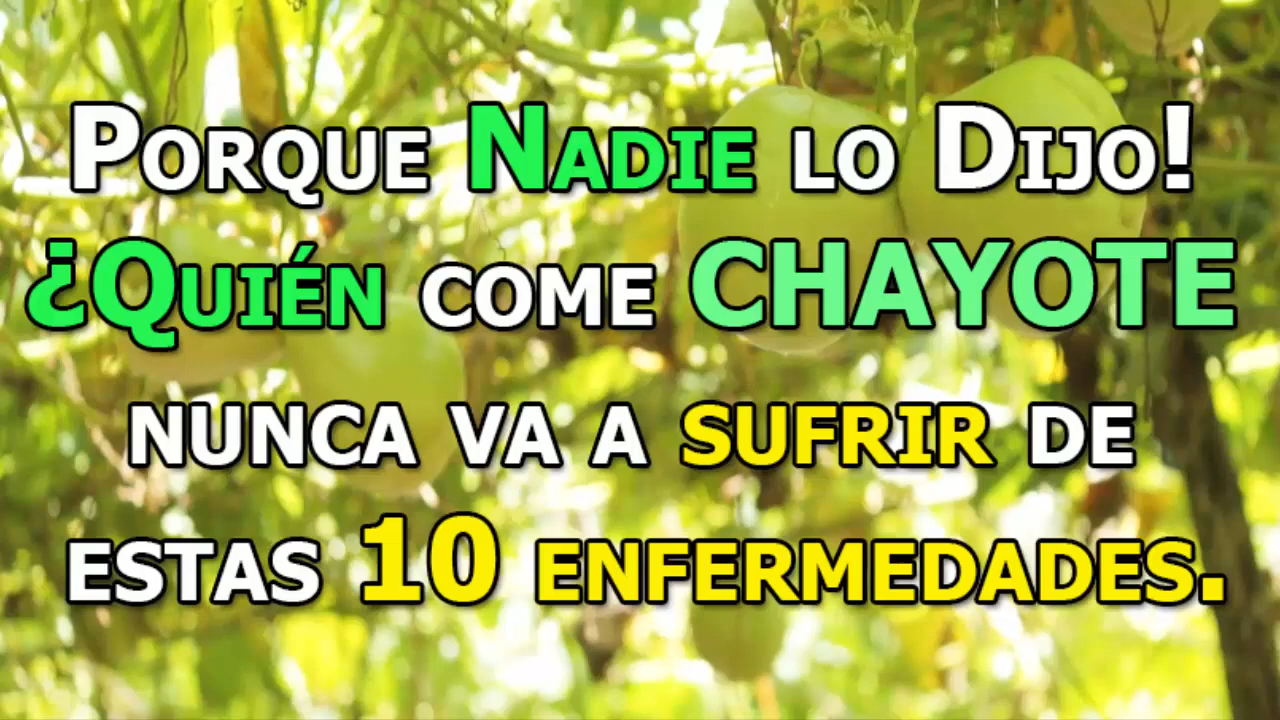 Porque Nadie lo Dijo!
¿Quién come CHAYOTE
nunca va a sufrir de
estas 10 enfermedades.